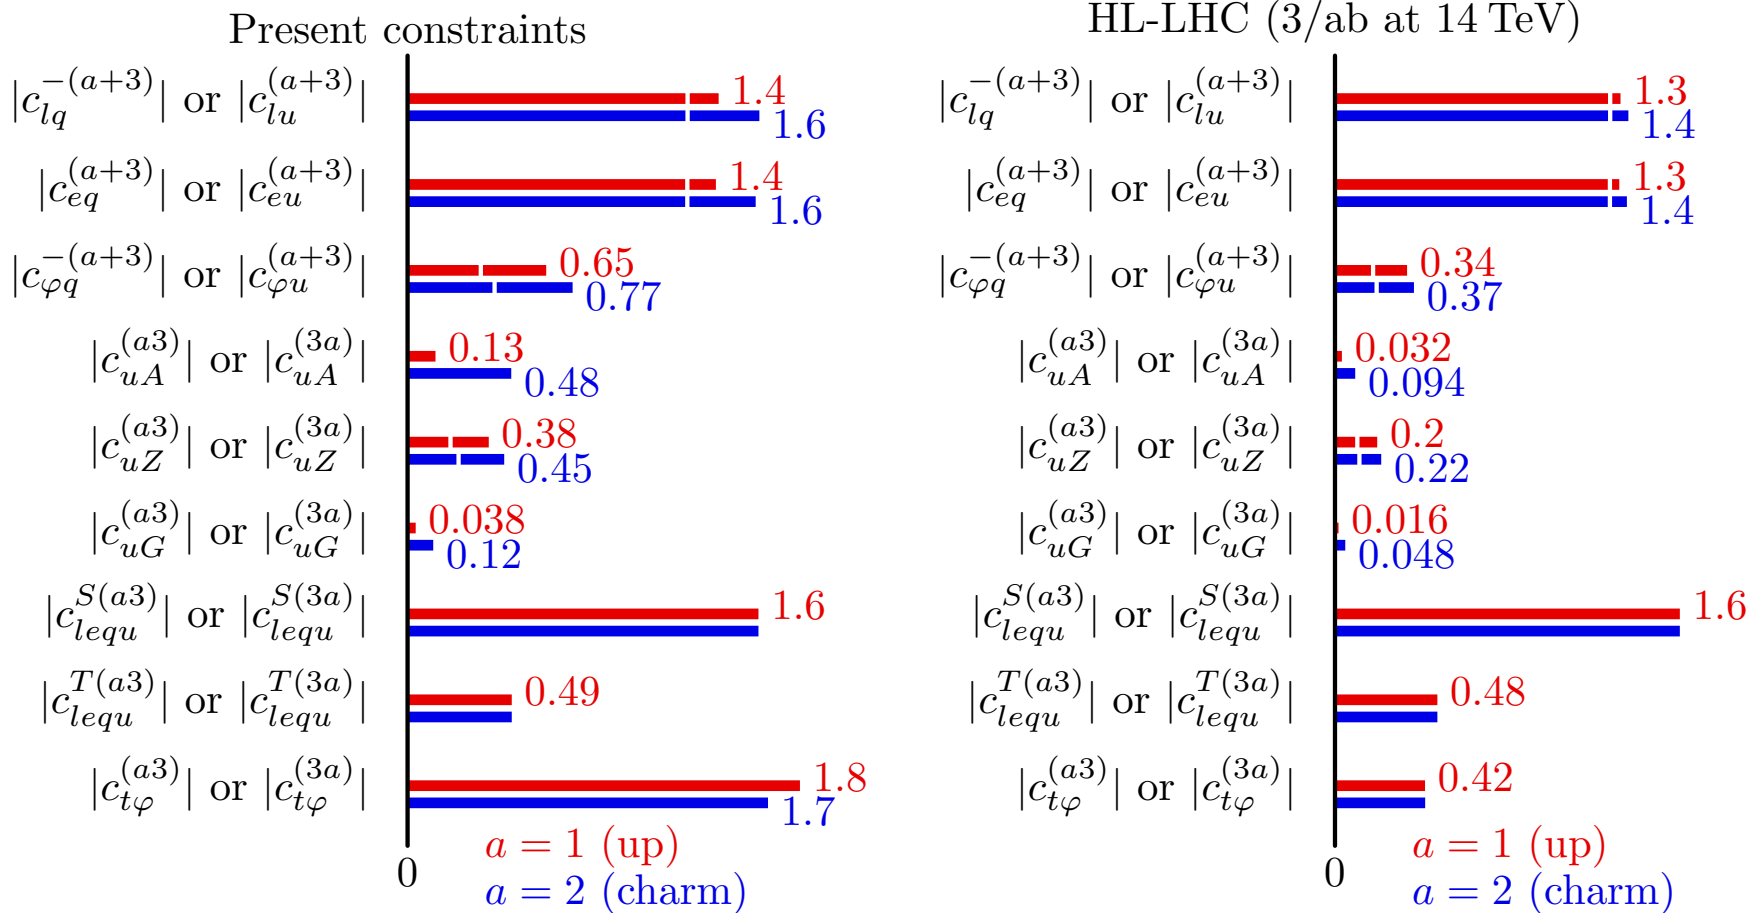 Present constraints
|c_{lq}^{-(a+3)}| or |c_{lu}^{(a+3)}|
1.4
1.6
|c_{eq}^{(a+3)}| or |c_{eu}^{(a+3)}|
1.4
1.6
|c_{φq}^{-(a+3)}| or |c_{φu}^{(a+3)}|
0.65
0.77
|c_{uA}^{(a3)}| or |c_{uA}^{(3a)}|
0.13
0.48
|c_{uZ}^{(a3)}| or |c_{uZ}^{(3a)}|
0.38
0.45
|c_{uG}^{(a3)}| or |c_{uG}^{(3a)}|
0.038
0.12
|c_{lequ}^{S(a3)}| or |c_{lequ}^{S(3a)}|
1.6
|c_{lequ}^{T(a3)}| or |c_{lequ}^{T(3a)}|
0.49
|c_{tφ}^{(a3)}| or |c_{tφ}^{(3a)}|
1.8
1.7
a = 1 (up)
0
a = 2 (charm)
HL-LHC (3/ab at 14 TeV)
|c_{lq}^{-(a+3)}| or |c_{lu}^{(a+3)}|
1.3
1.4
|c_{eq}^{(a+3)}| or |c_{eu}^{(a+3)}|
1.3
1.4
|c_{φq}^{-(a+3)}| or |c_{φu}^{(a+3)}|
0.34
0.37
|c_{uA}^{(a3)}| or |c_{uA}^{(3a)}|
0.032
0.094
|c_{uZ}^{(a3)}| or |c_{uZ}^{(3a)}|
0.2
0.22
|c_{uG}^{(a3)}| or |c_{uG}^{(3a)}|
0.016
0.048
|c_{lequ}^{S(a3)}| or |c_{lequ}^{S(3a)}|
1.6
|c_{lequ}^{T(a3)}| or |c_{lequ}^{T(3a)}|
0.48
|c_{tφ}^{(a3)}| or |c_{tφ}^{(3a)}|
0.42
a = 1 (up)
0
a = 2 (charm)